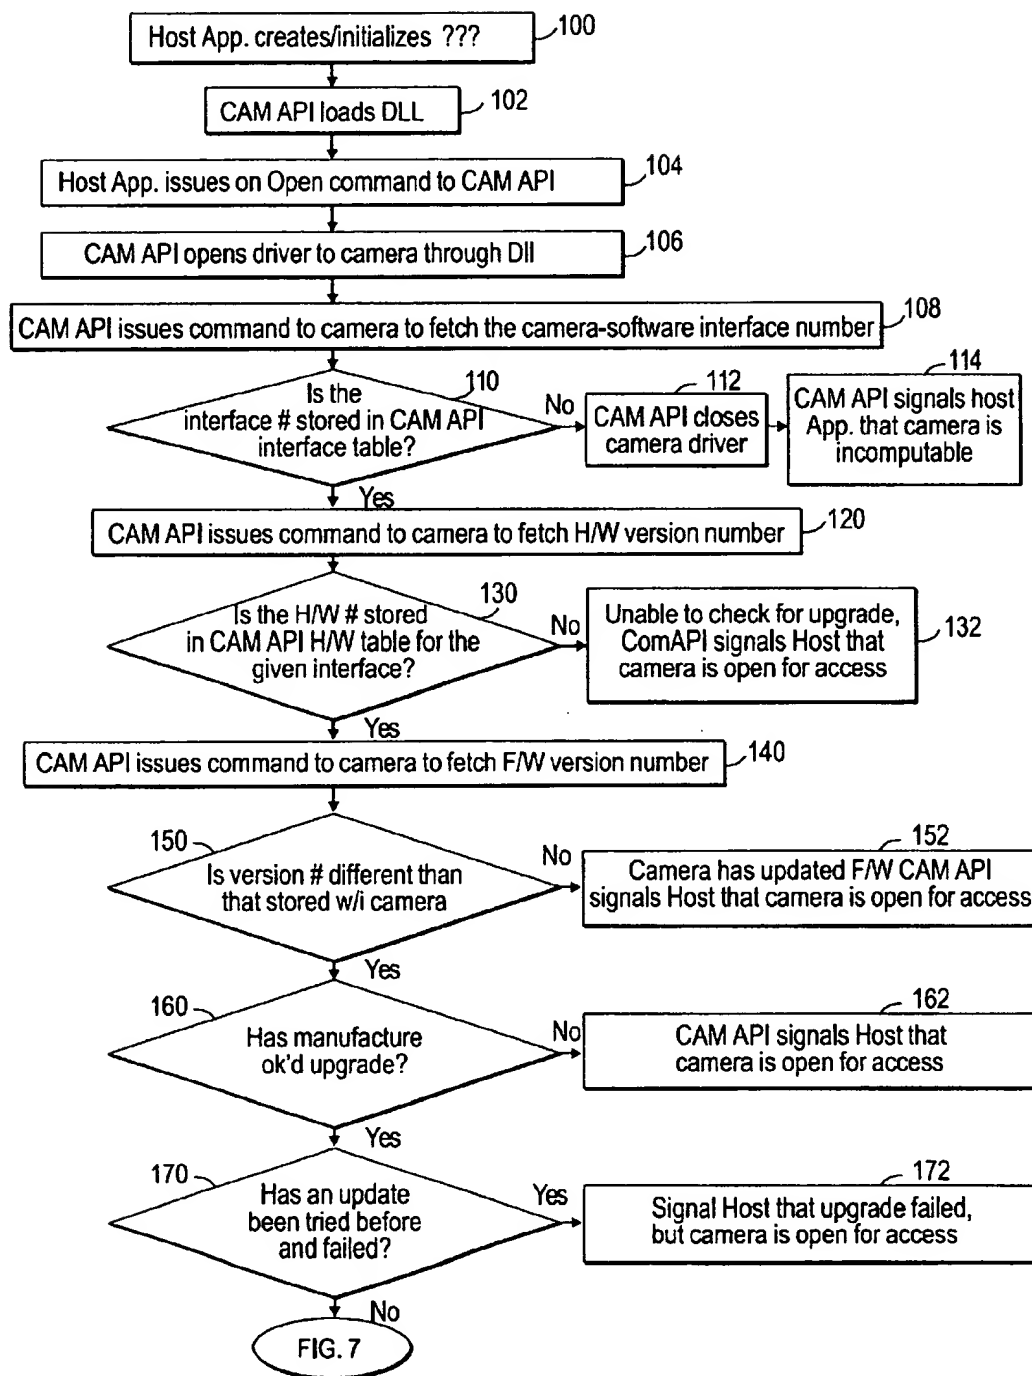 Host App. creates/initializes ???
100
CAM API loads DLL
102
Host App. issues on Open command to CAM API
104
CAM API opens driver to camera through Dll
106
CAM API issues command to camera to fetch the camera-software interface number
108
Is the
interface # stored in CAM API
interface table?
110
No
CAM API closes
camera driver
112
CAM API signals host
App. that camera is
incomputable
114
Yes
CAM API issues command to camera to fetch H/W version number
120
Is the H/W # stored
in CAM API H/W table for the
given interface?
130
No
Unable to check for upgrade,
ComAPI signals Host that
camera is open for access
132
Yes
CAM API issues command to camera to fetch F/W version number
140
150
Is version # different than
that stored w/i camera
No
152
Camera has updated F/W CAM API
signals Host that camera is open for access
Yes
160
Has manufacture
ok'd upgrade?
No
162
CAM API signals Host that
camera is open for access
Yes
170
Has an update
been tried before
and failed?
Yes
172
Signal Host that upgrade failed,
but camera is open for access
No
FIG. 7